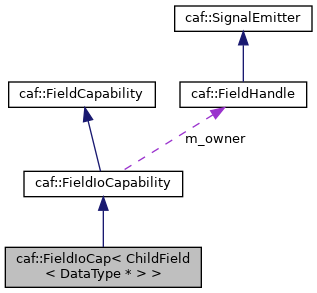 caf::SignalEmitter
caf::FieldCapability
caf::FieldHandle
m_owner
caf::FieldIoCapability
caf::FieldIoCap< ChildField
< DataType * > >